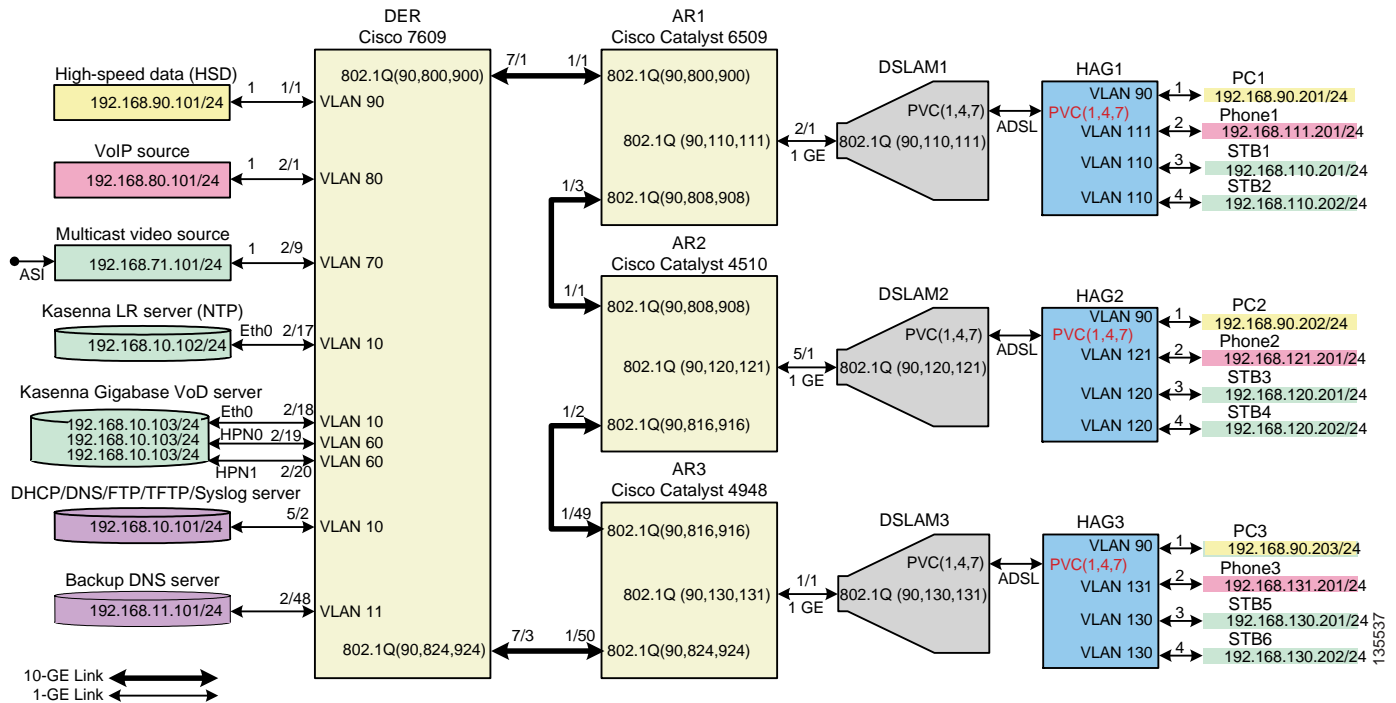 DER
Cisco 7609
High-speed data (HSD)
192.168.90.101/24
1
1/1
VLAN 90
VoIP source
192.168.80.101/24
1
2/1
VLAN 80
Multicast video source
ASI
192.168.71.101/24
1
2/9
VLAN 70
Kasenna LR server (NTP)
192.168.10.102/24
Eth0
2/17
VLAN 10
Kasenna Gigabase VoD server
192.168.10.103/24
192.168.10.103/24
192.168.10.103/24
Eth0
2/18
VLAN 10
HPN0
2/19
VLAN 60
HPN1
2/20
VLAN 60
DHCP/DNS/FTP/TFTP/Syslog server
192.168.10.101/24
5/2
VLAN 10
Backup DNS server
192.168.11.101/24
2/48
VLAN 11
10-GE Link
1-GE Link
802.1Q(90,800,900)
7/1
1/1
802.1Q(90,824,924)
7/3
1/50
AR1
Cisco Catalyst 6509
802.1Q(90,800,900)
802.1Q (90,110,111)
2/1
1 GE
1/3
802.1Q(90,808,908)
DSLAM1
PVC(1,4,7)
802.1Q (90,110,111)
ADSL
HAG1
VLAN 90
PVC(1,4,7)
VLAN 111
VLAN 110
VLAN 110
1
PC1
192.168.90.201/24
2
Phone1
192.168.111.201/24
3
STB1
192.168.110.201/24
4
STB2
192.168.110.202/24
AR2
Cisco Catalyst 4510
1/1
802.1Q(90,808,908)
802.1Q (90,120,121)
5/1
1 GE
1/2
802.1Q(90,816,916)
DSLAM2
PVC(1,4,7)
802.1Q (90,120,121)
ADSL
HAG2
VLAN 90
PVC(1,4,7)
VLAN 121
VLAN 120
VLAN 120
1
PC2
192.168.90.202/24
2
Phone2
192.168.121.201/24
3
STB3
192.168.120.201/24
4
STB4
192.168.120.202/24
AR3
Cisco Catalyst 4948
1/49
802.1Q(90,816,916)
802.1Q (90,130,131)
1/1
1 GE
802.1Q(90,824,924)
DSLAM3
PVC(1,4,7)
802.1Q (90,130,131)
ADSL
HAG3
VLAN 90
PVC(1,4,7)
VLAN 131
VLAN 130
VLAN 130
1
PC3
192.168.90.203/24
2
Phone3
192.168.131.201/24
3
STB5
192.168.130.201/24
4
STB6
192.168.130.202/24
135537